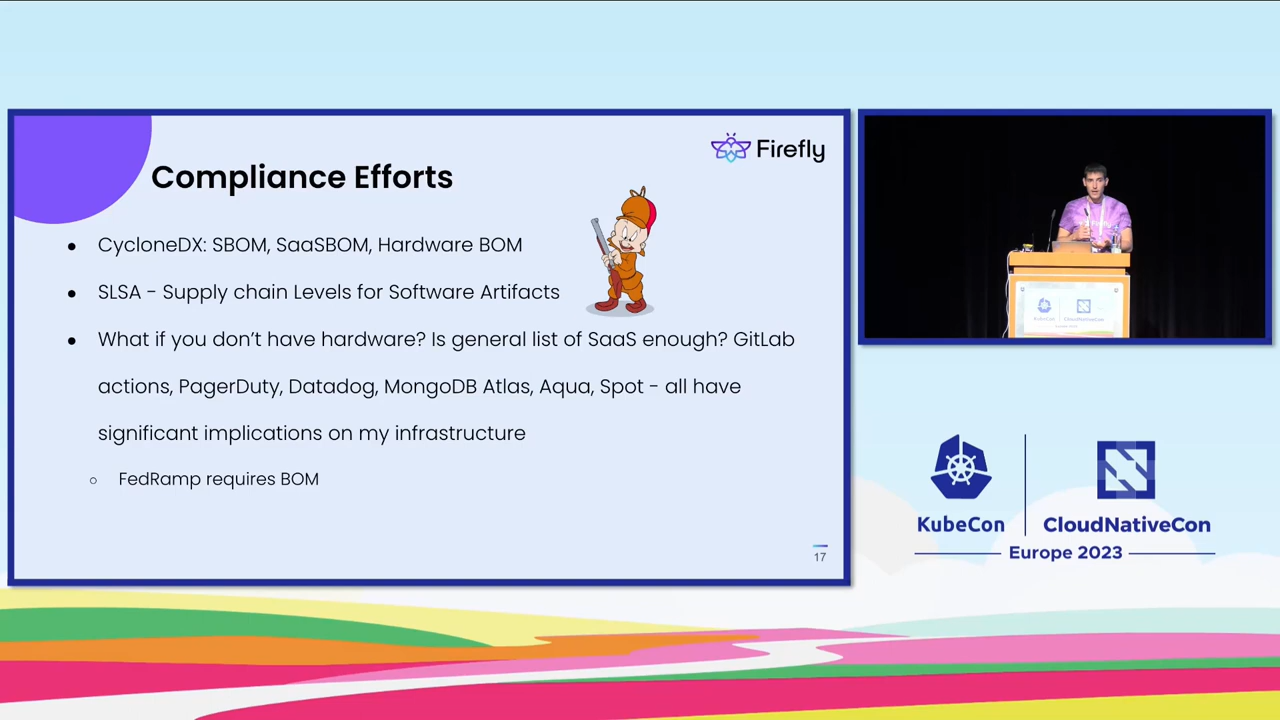 Compliance Efforts
Firefly
● CycloneDX: SBOM, SaaSBOM, Hardware BOM
● SLSA - Supply chain Levels for Software Artifacts
● What if you don't have hardware? Is general list of SaaS enough? GitLab
actions, PagerDuty, Datadog, MongoDB Atlas, Aqua, Spot - all have
significant implications on my infrastructure
○ FedRamp requires BOM
17
KubeCon
CloudNativeCon
KubeCon
CloudNativeCon
Europe 2023